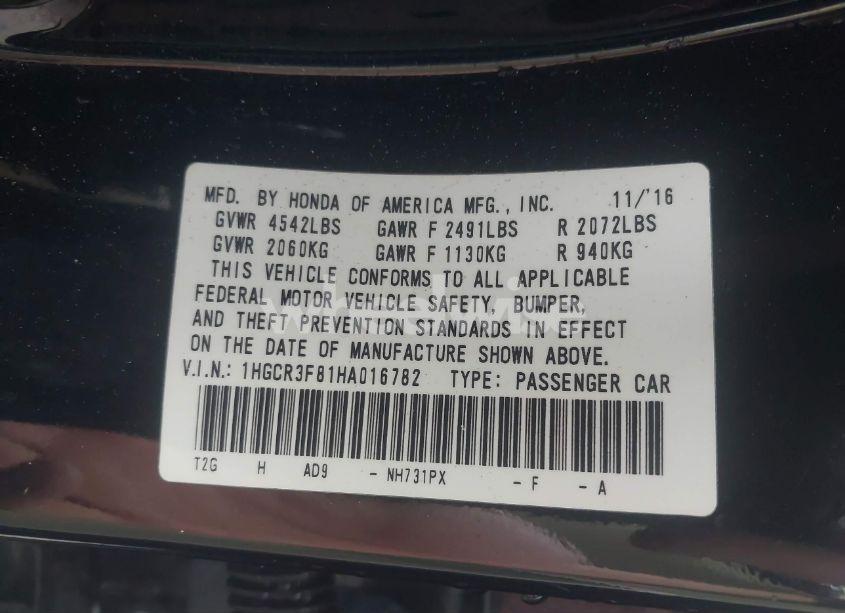 MFD. BY HONDA OF AMERICA MFG., INC. 11/'16
GVWR 4542LBS GAWR F 2491LBS R 2072LBS
GVWR 2060KG GAWR F 1130KG R 940KG
THIS VEHICLE CONFORMS TO ALL APPLICABLE
FEDERAL MOTOR VEHICLE SAFETY, BUMPER,
AND THEFT PREVENTION STANDARDS IN EFFECT
ON THE DATE OF MANUFACTURE SHOWN ABOVE.
V.I.N.: 1HGCR3F81HA016782 TYPE: PASSENGER CAR
T2G H AD9 - NH731PX - F - A